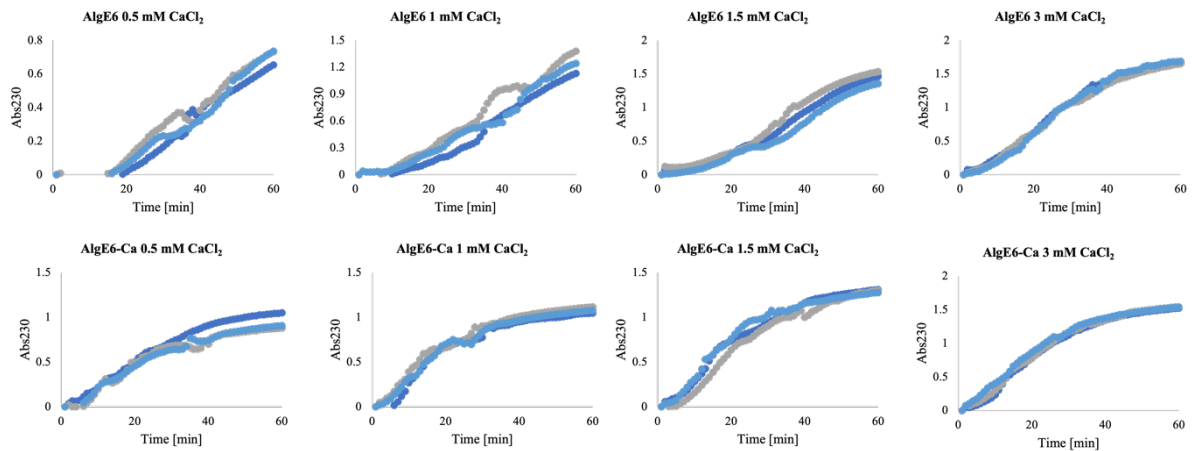 AlgE6 0.5 mM CaCl₂
AlgE6 1 mM CaCl₂
AlgE6 1.5 mM CaCl₂
AlgE6 3 mM CaCl₂
Abs230
0.8
0.6
0.4
0.2
0
0
20
40
60
Time [min]
Abs230
1.5
1.2
0.9
0.6
0.3
0
0
20
40
60
Time [min]
Abs230
2
1.5
1
0.5
0
0
20
40
60
Time [min]
Abs230
2
1.5
1
0.5
0
0
20
40
60
Time [min]
AlgE6-Ca 0.5 mM CaCl₂
AlgE6-Ca 1 mM CaCl₂
AlgE6-Ca 1.5 mM CaCl₂
AlgE6-Ca 3 mM CaCl₂
Abs230
1.5
1
0.5
0
0
20
40
60
Time [min]
Abs230
1.5
1
0.5
0
0
20
40
60
Time [min]
Abs230
1.5
1
0.5
0
0
20
40
60
Time [min]
Abs230
2
1.5
1
0.5
0
0
20
40
60
Time [min]